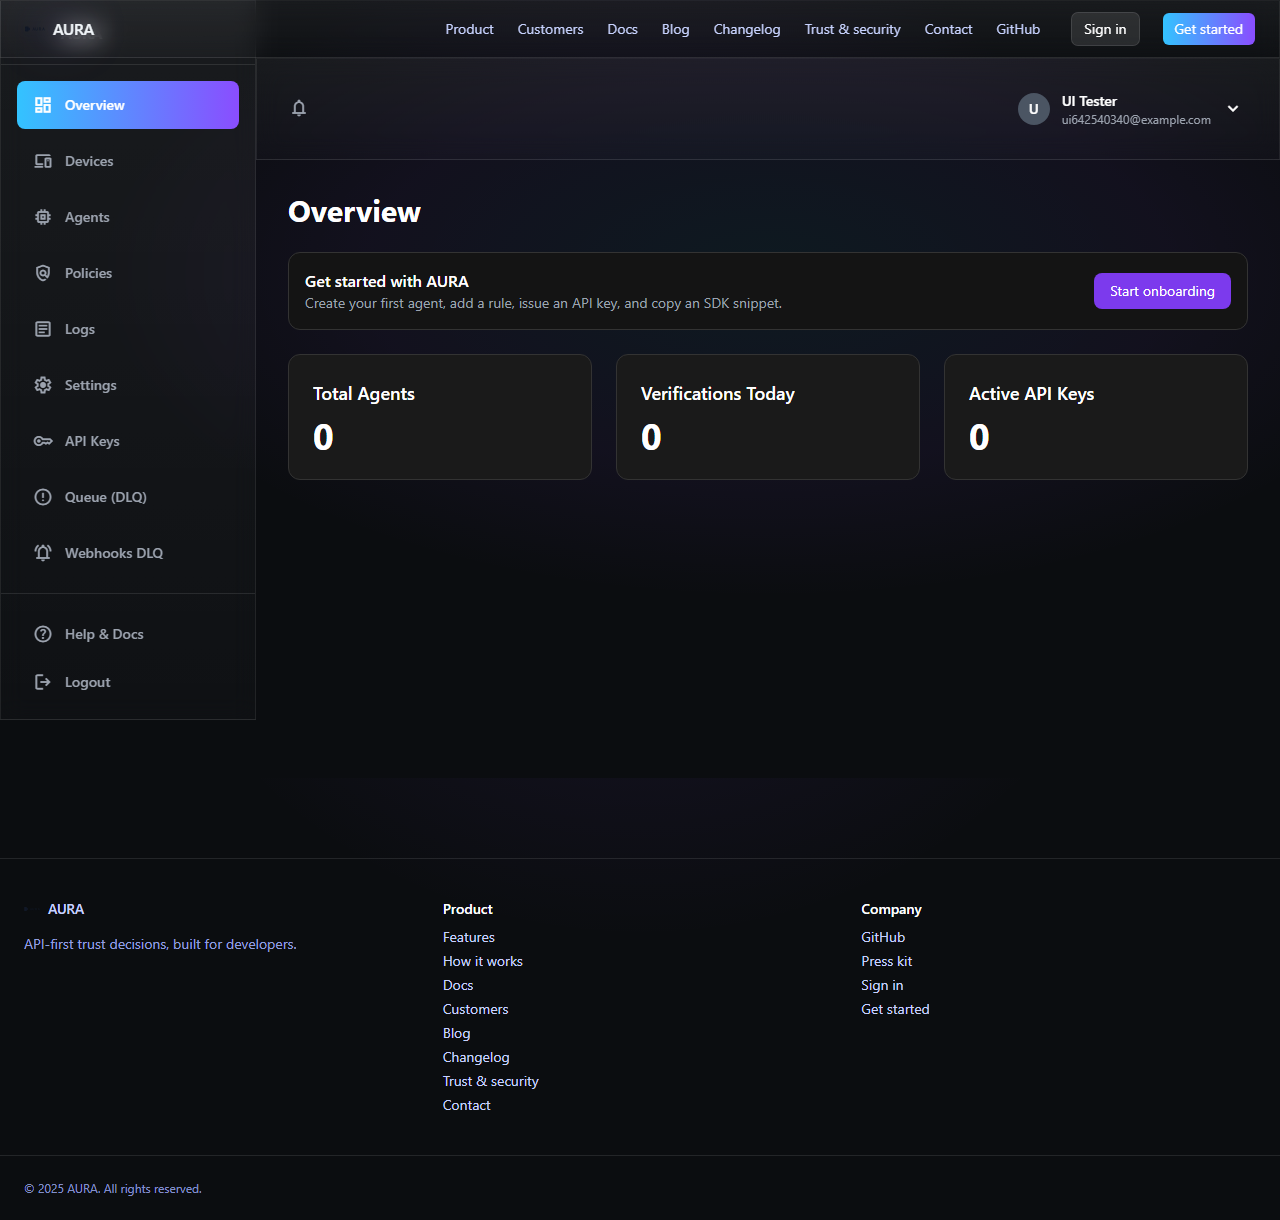 AURA
Product
Customers
Docs
Blog
Changelog
Trust & security
Contact
GitHub
Sign in
Get started
Overview
Devices
Agents
Policies
Logs
Settings
API Keys
Queue (DLQ)
Webhooks DLQ
Help & Docs
Logout
U
UI Tester
ui642540340@example.com
Overview
Get started with AURA
Create your first agent, add a rule, issue an API key, and copy an SDK snippet.
Start onboarding
Total Agents
0
Verifications Today
0
Active API Keys
0
AURA
API-first trust decisions, built for developers.
Product
Features
How it works
Docs
Customers
Blog
Changelog
Trust & security
Contact
Company
GitHub
Press kit
Sign in
Get started
© 2025 AURA. All rights reserved.